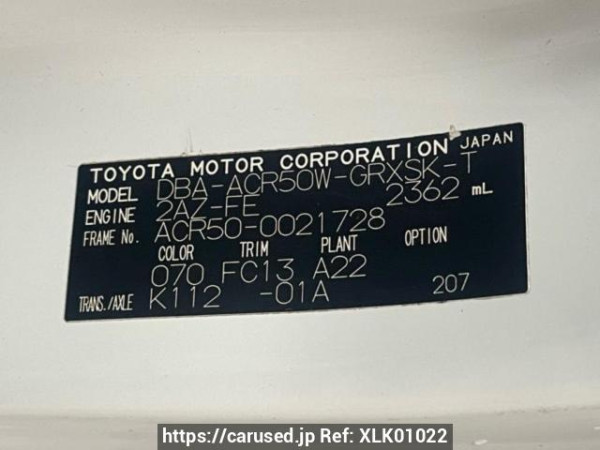 TOYOTA MOTOR CORPORATION JAPAN
MODEL DBA-ACR50W-GRXSK-T
ENGINE 2AZ-FE 2362 mL
FRAME No. ACR50-0021728
COLOR TRIM PLANT OPTION
070 FC13 A22
TRANS./AXLE K112 -01A 207
https://carused.jp Ref: XLK01022